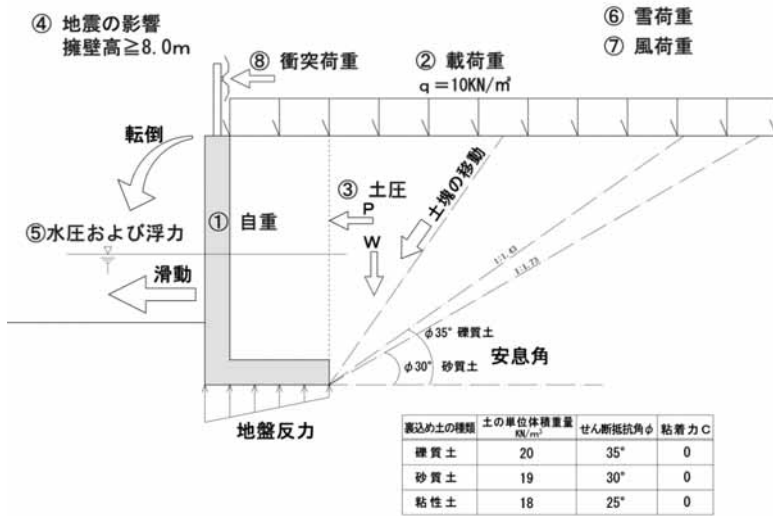 ④ 地震の影響
擁壁高≧8.0m
⑥ 雪荷重
⑦ 風荷重
⑧ 衝突荷重
② 載荷重
q=10KN/㎡
転倒
③ 土圧
P
土塊の移動
① 自重
W
⑤水圧および浮力
滑動
1:1.43
1:1.73
φ35° 礫質土
φ30° 砂質土
安息角
地盤反力
裏込め土の種類 土の単位体積重量 KN/m³ せん断抵抗角φ 粘着力C
礫質土 20 35° 0
砂質土 19 30° 0
粘性土 18 25° 0